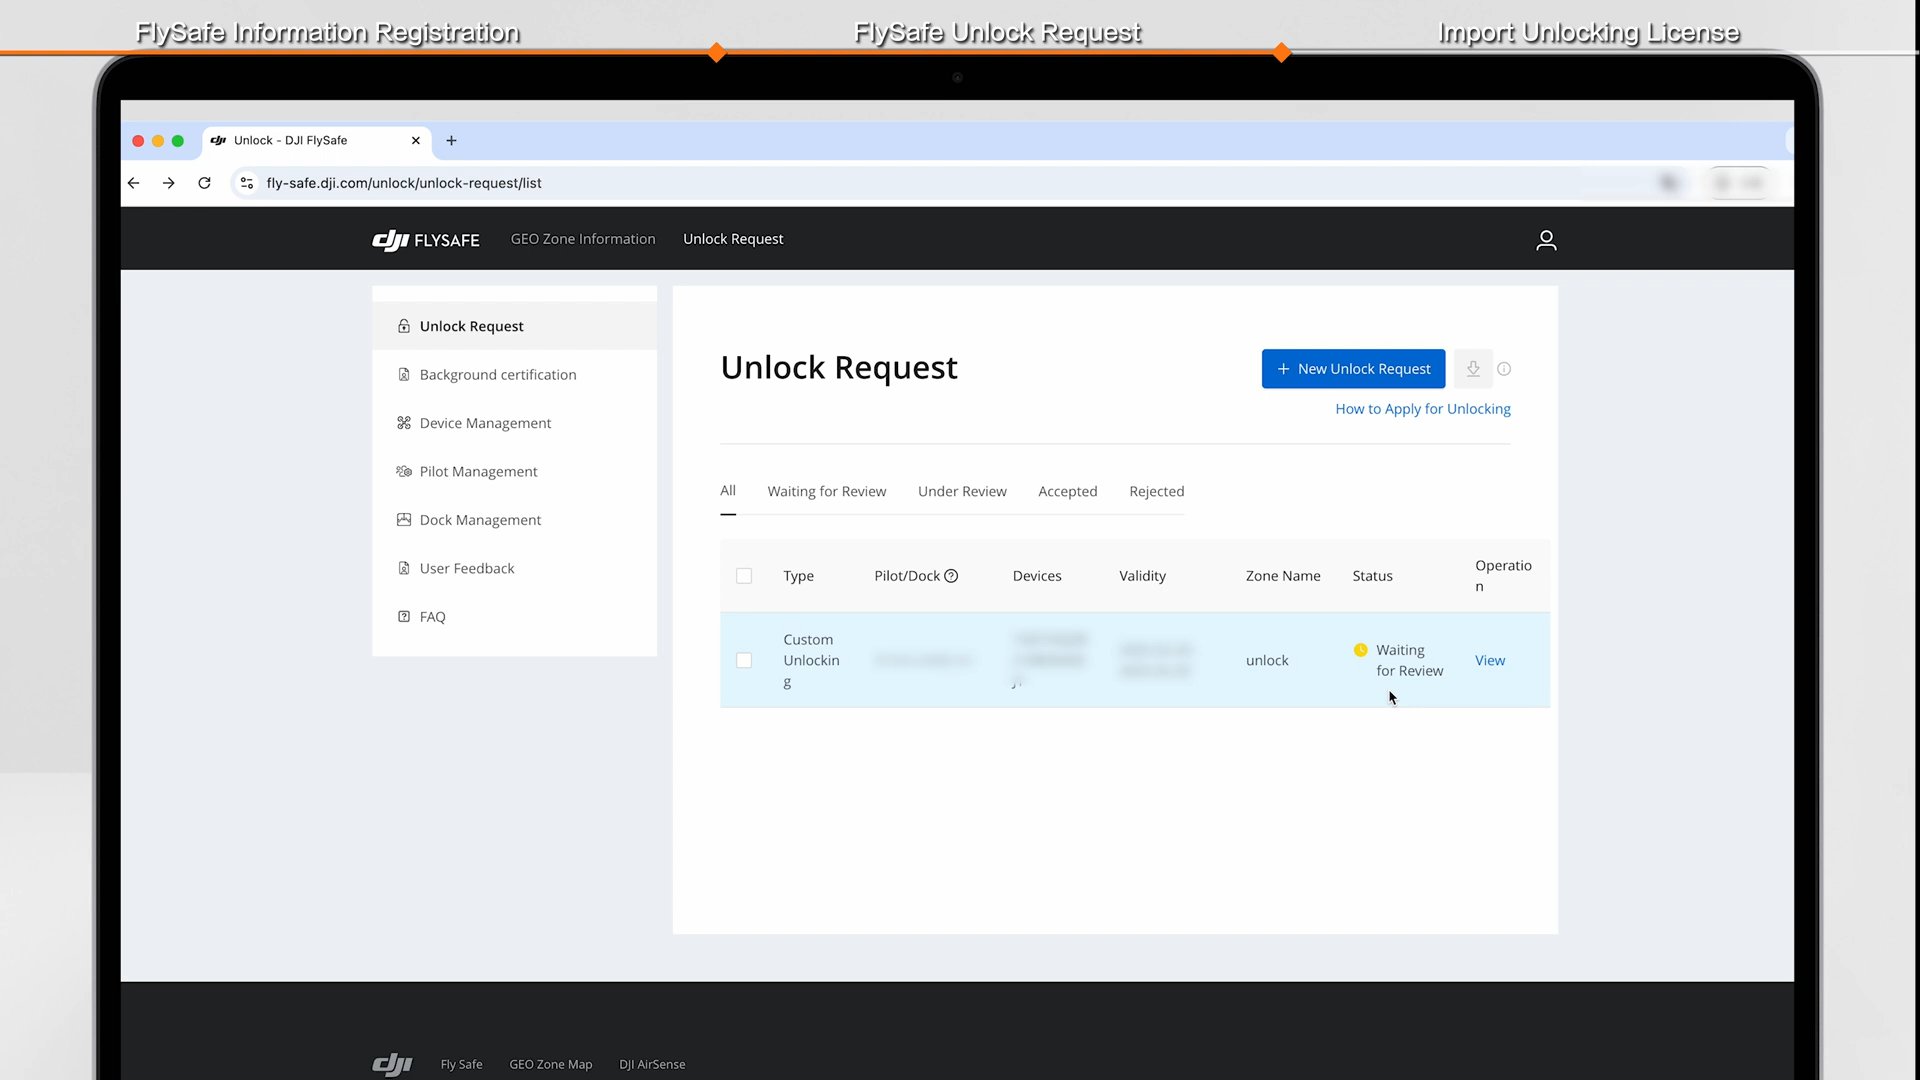 FlySafe Information Registration
FlySafe Unlock Request
Import Unlocking License
dji Unlock - DJI FlySafe
fly-safe.dji.com/unlock/unlock-request/list
dji FLYSAFE
GEO Zone Information
Unlock Request
Unlock Request
Background certification
Device Management
Pilot Management
Dock Management
User Feedback
FAQ
Unlock Request
+ New Unlock Request
How to Apply for Unlocking
All
Waiting for Review
Under Review
Accepted
Rejected
Type
Pilot/Dock
Devices
Validity
Zone Name
Status
Operatio
n
Custom
Unlockin
g
unlock
Waiting
for Review
View
dji
Fly Safe
GEO Zone Map
DJI AirSense